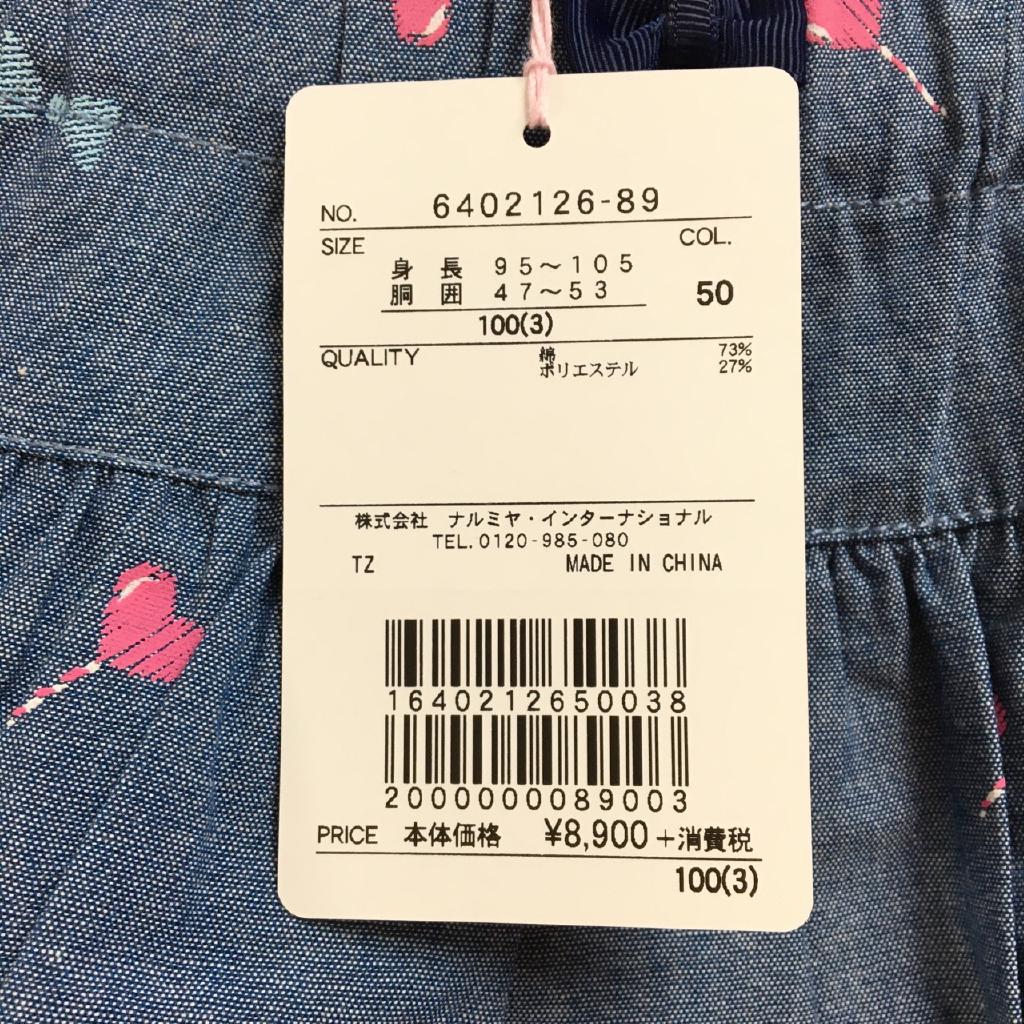 NO. 6402126-89
SIZE COL.
身長 95～105
胴囲 47～53 50
100(3)
QUALITY 綿 73%
ポリエステル 27%
株式会社 ナルミヤ・インターナショナル
TEL.0120-985-080
TZ MADE IN CHINA
1640212650038
2000000089003
PRICE 本体価格 ¥8,900+消費税
100(3)